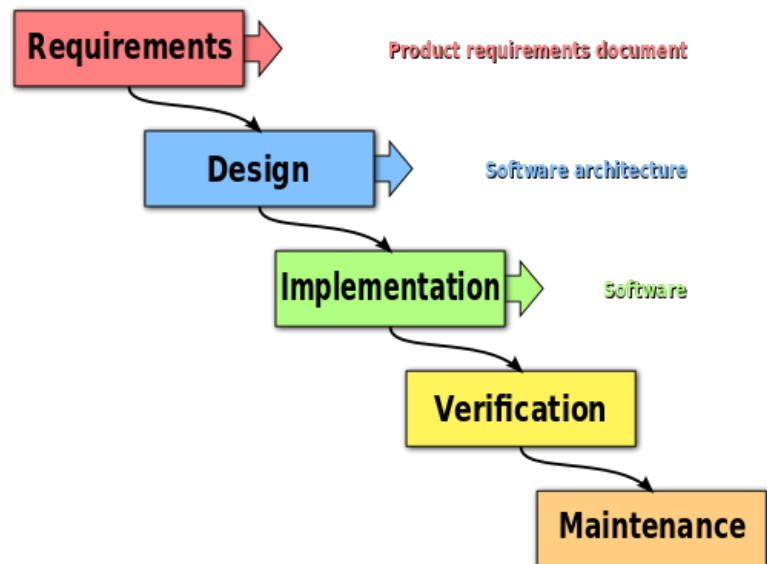 Requirements
Product requirements document
Design
Software architecture
Implementation
Software
Verification
Maintenance